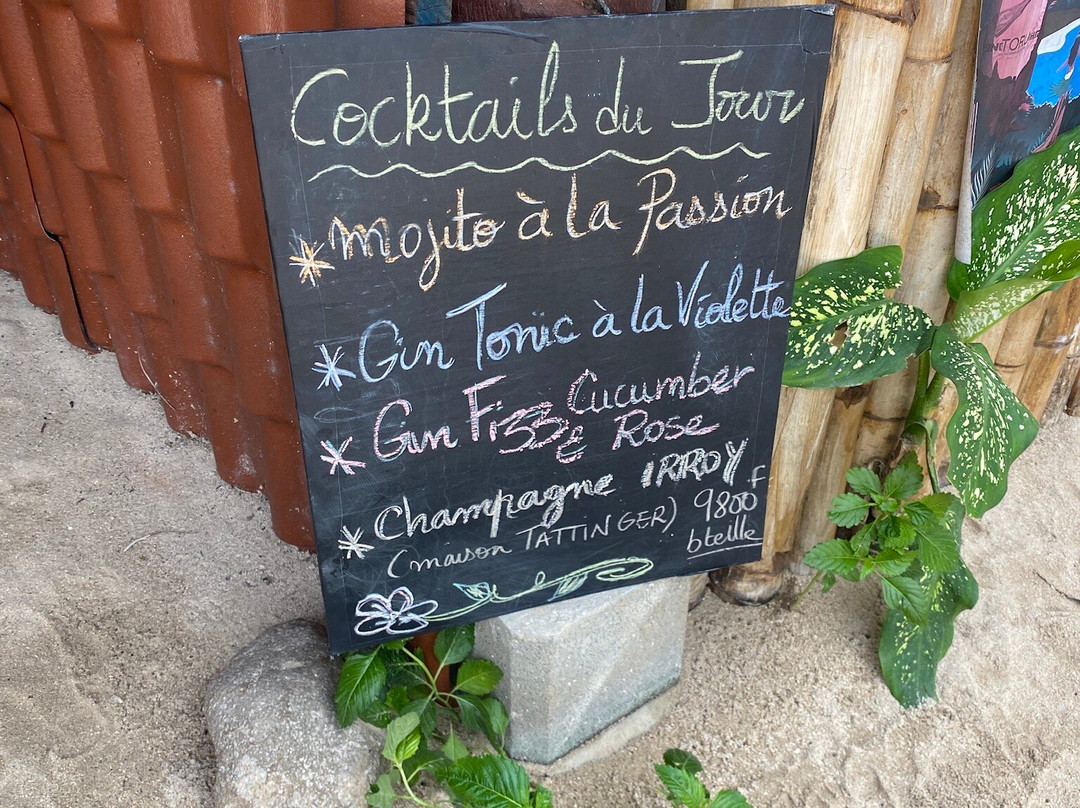 Cocktails du Jour
* Mojito à la Passion
* Gin Tonic à la Violette
* Gin Fizz Cucumber
& Rose
* Champagne IRROY
(maison TATTINGER) 9800 F
bteille